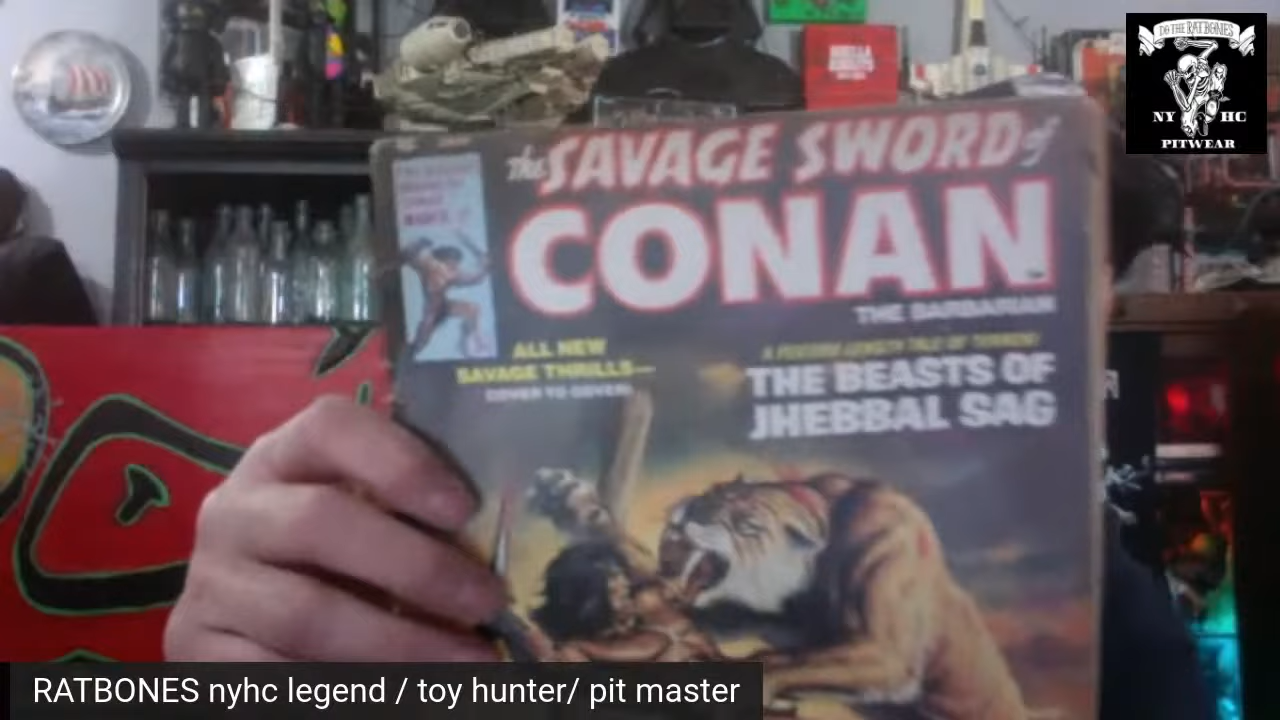 DO THE RATBONES
NY HC
PITWEAR
The SAVAGE SWORD of
CONAN
THE BARBARIAN
ALL NEW
SAVAGE THRILLS—
COVER TO COVER!
A FEATURE-LENGTH TALE OF TERROR!
THE BEASTS OF
JHEBBAL SAG
RATBONES nyhc legend / toy hunter/ pit master